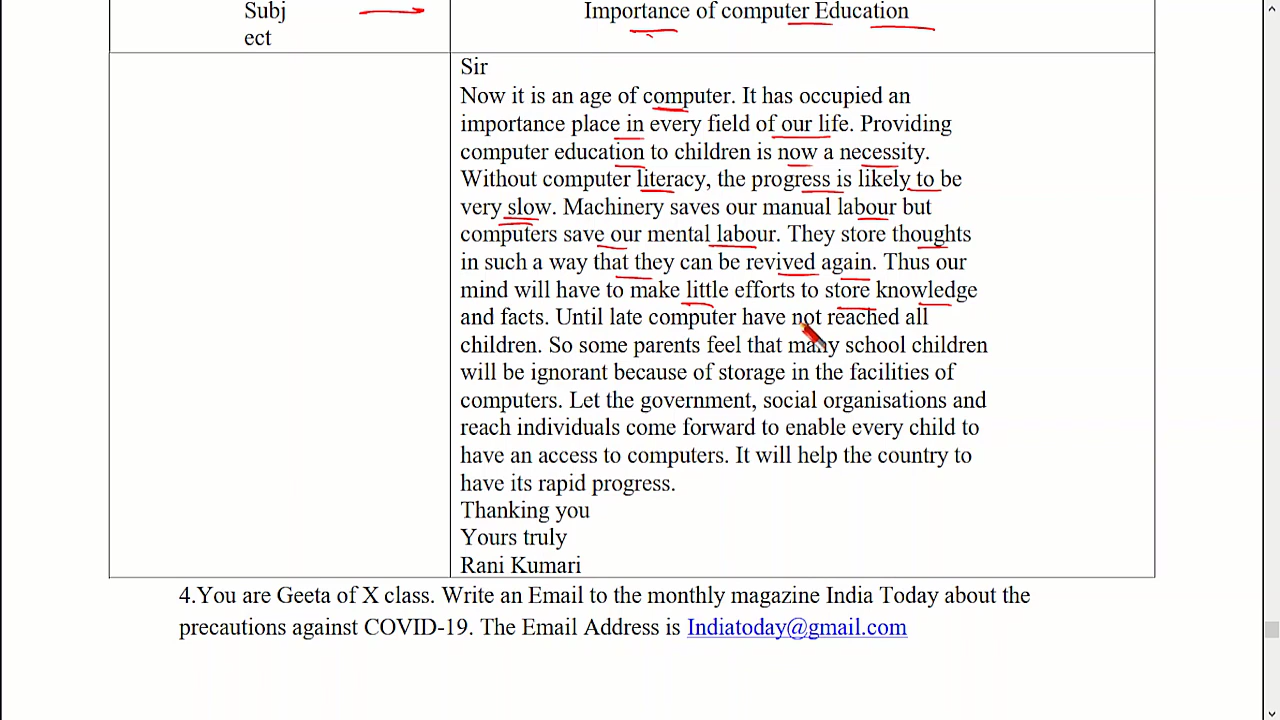 Subj
ect
Importance of computer Education
Sir
Now it is an age of computer. It has occupied an
importance place in every field of our life. Providing
computer education to children is now a necessity.
Without computer literacy, the progress is likely to be
very slow. Machinery saves our manual labour but
computers save our mental labour. They store thoughts
in such a way that they can be revived again. Thus our
mind will have to make little efforts to store knowledge
and facts. Until late computer have not reached all
children. So some parents feel that many school children
will be ignorant because of storage in the facilities of
computers. Let the government, social organisations and
reach individuals come forward to enable every child to
have an access to computers. It will help the country to
have its rapid progress.
Thanking you
Yours truly
Rani Kumari
4.You are Geeta of X class. Write an Email to the monthly magazine India Today about the
precautions against COVID-19. The Email Address is Indiatoday@gmail.com